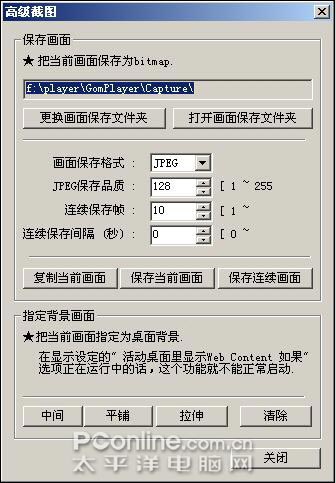 高级截图
保存画面
★ 把当前画面保存为bitmap.
f:\player\GomPlayer\Capture\
更换画面保存文件夹 打开画面保存文件夹
画面保存格式 : JPEG
JPEG保存品质 : 128 [ 1 ~ 255
连续保存帧 : 10 [ 1 ~
连续保存间隔 (秒) : 0 [ 0 ~
复制当前画面 保存当前画面 保存连续画面
指定背景画面
★把当前画面指定为桌面背景.
在显示设定的" 活动桌面里显示Web Content 如果"
选项正在运行中的话, 这个功能就不能正常启动.
中间 平铺 拉伸 清除
PConline.com.cn
太平洋电脑网
关闭